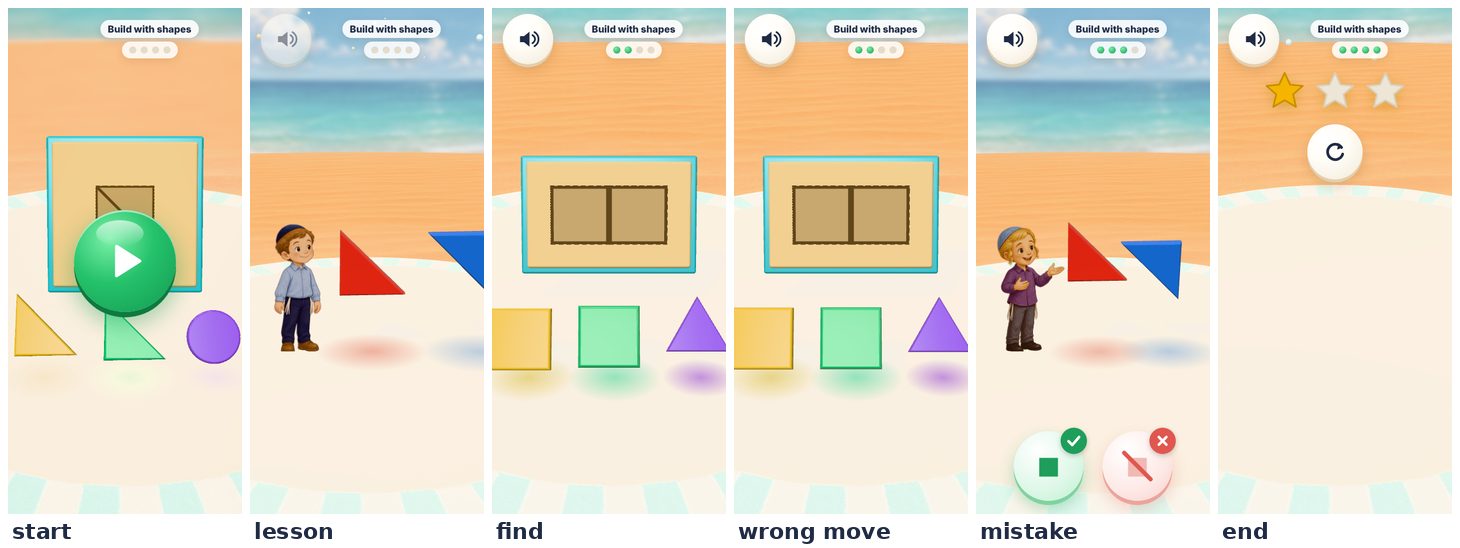 Build with shapes
Build with shapes
Build with shapes
Build with shapes
Build with shapes
Build with shapes
start
lesson
find
wrong move
mistake
end